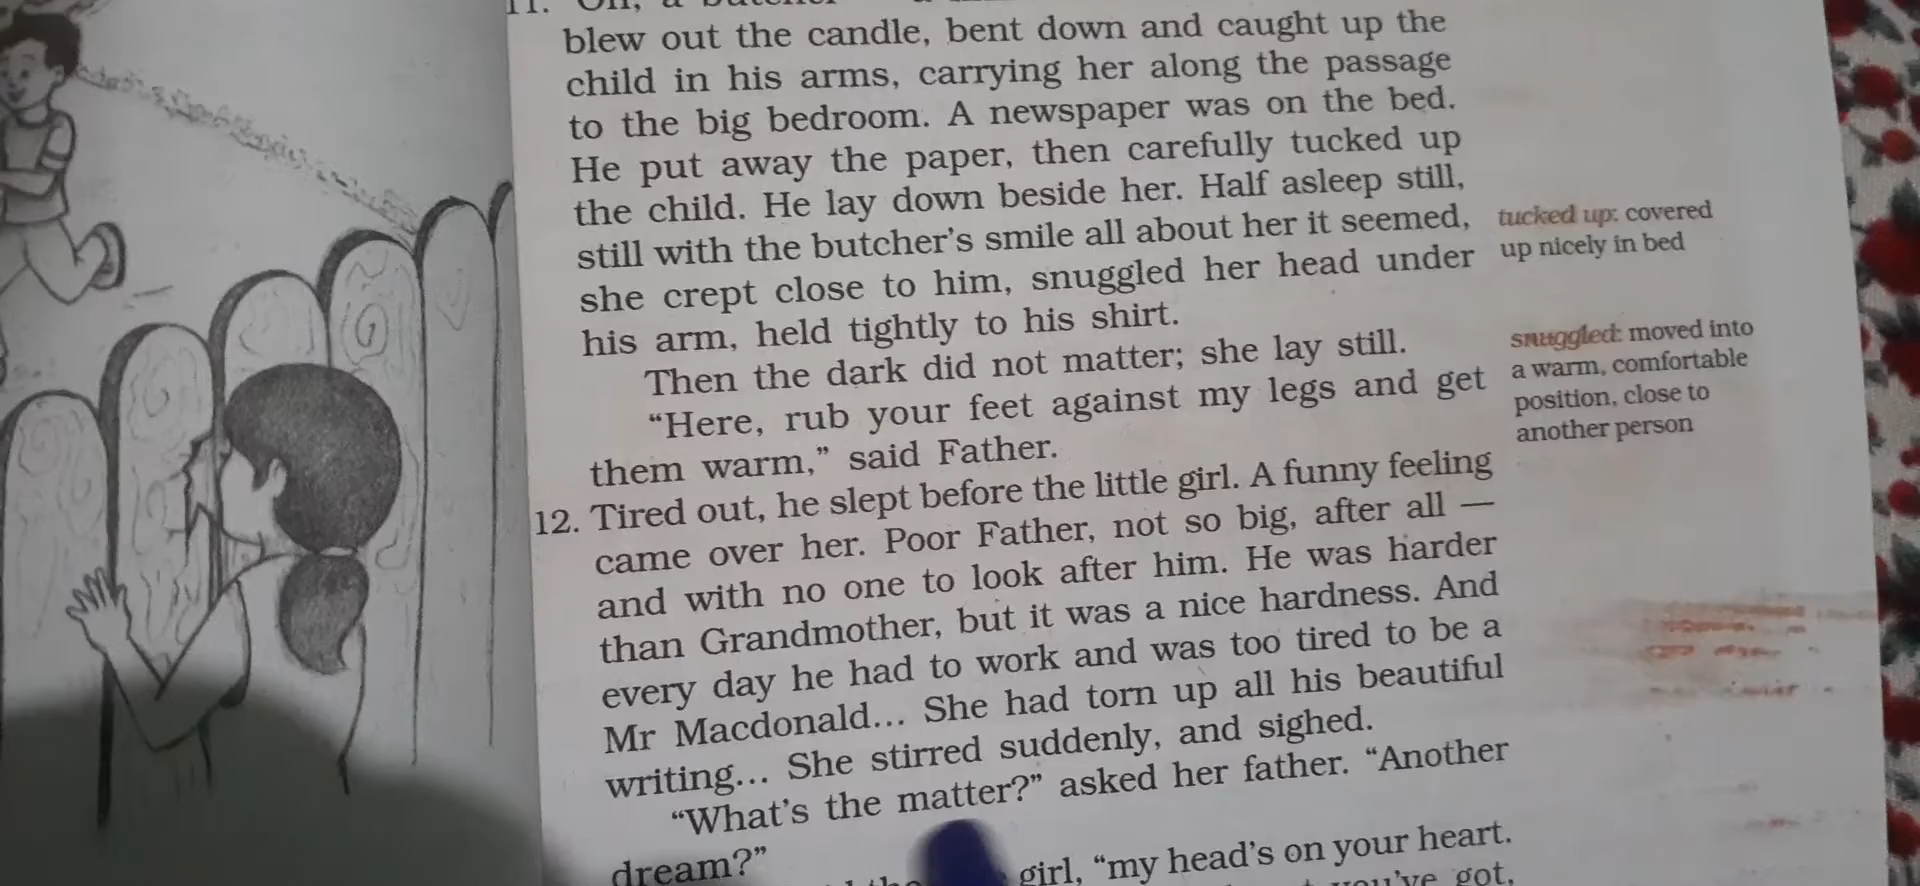 11. Oh, a butcher
blew out the candle, bent down and caught up the
child in his arms, carrying her along the passage
to the big bedroom. A newspaper was on the bed.
He put away the paper, then carefully tucked up
the child. He lay down beside her. Half asleep still,
still with the butcher's smile all about her it seemed,
she crept close to him, snuggled her head under
his arm, held tightly to his shirt.
Then the dark did not matter; she lay still.
“Here, rub your feet against my legs and get
them warm,” said Father.
12. Tired out, he slept before the little girl. A funny feeling
came over her. Poor Father, not so big, after all —
and with no one to look after him. He was harder
than Grandmother, but it was a nice hardness. And
every day he had to work and was too tired to be a
Mr Macdonald... She had torn up all his beautiful
writing... She stirred suddenly, and sighed.
“What's the matter?” asked her father. “Another
dream?”
girl, “my head's on your heart.
you've got,
tucked up: covered
up nicely in bed
snuggled: moved into
a warm, comfortable
position, close to
another person